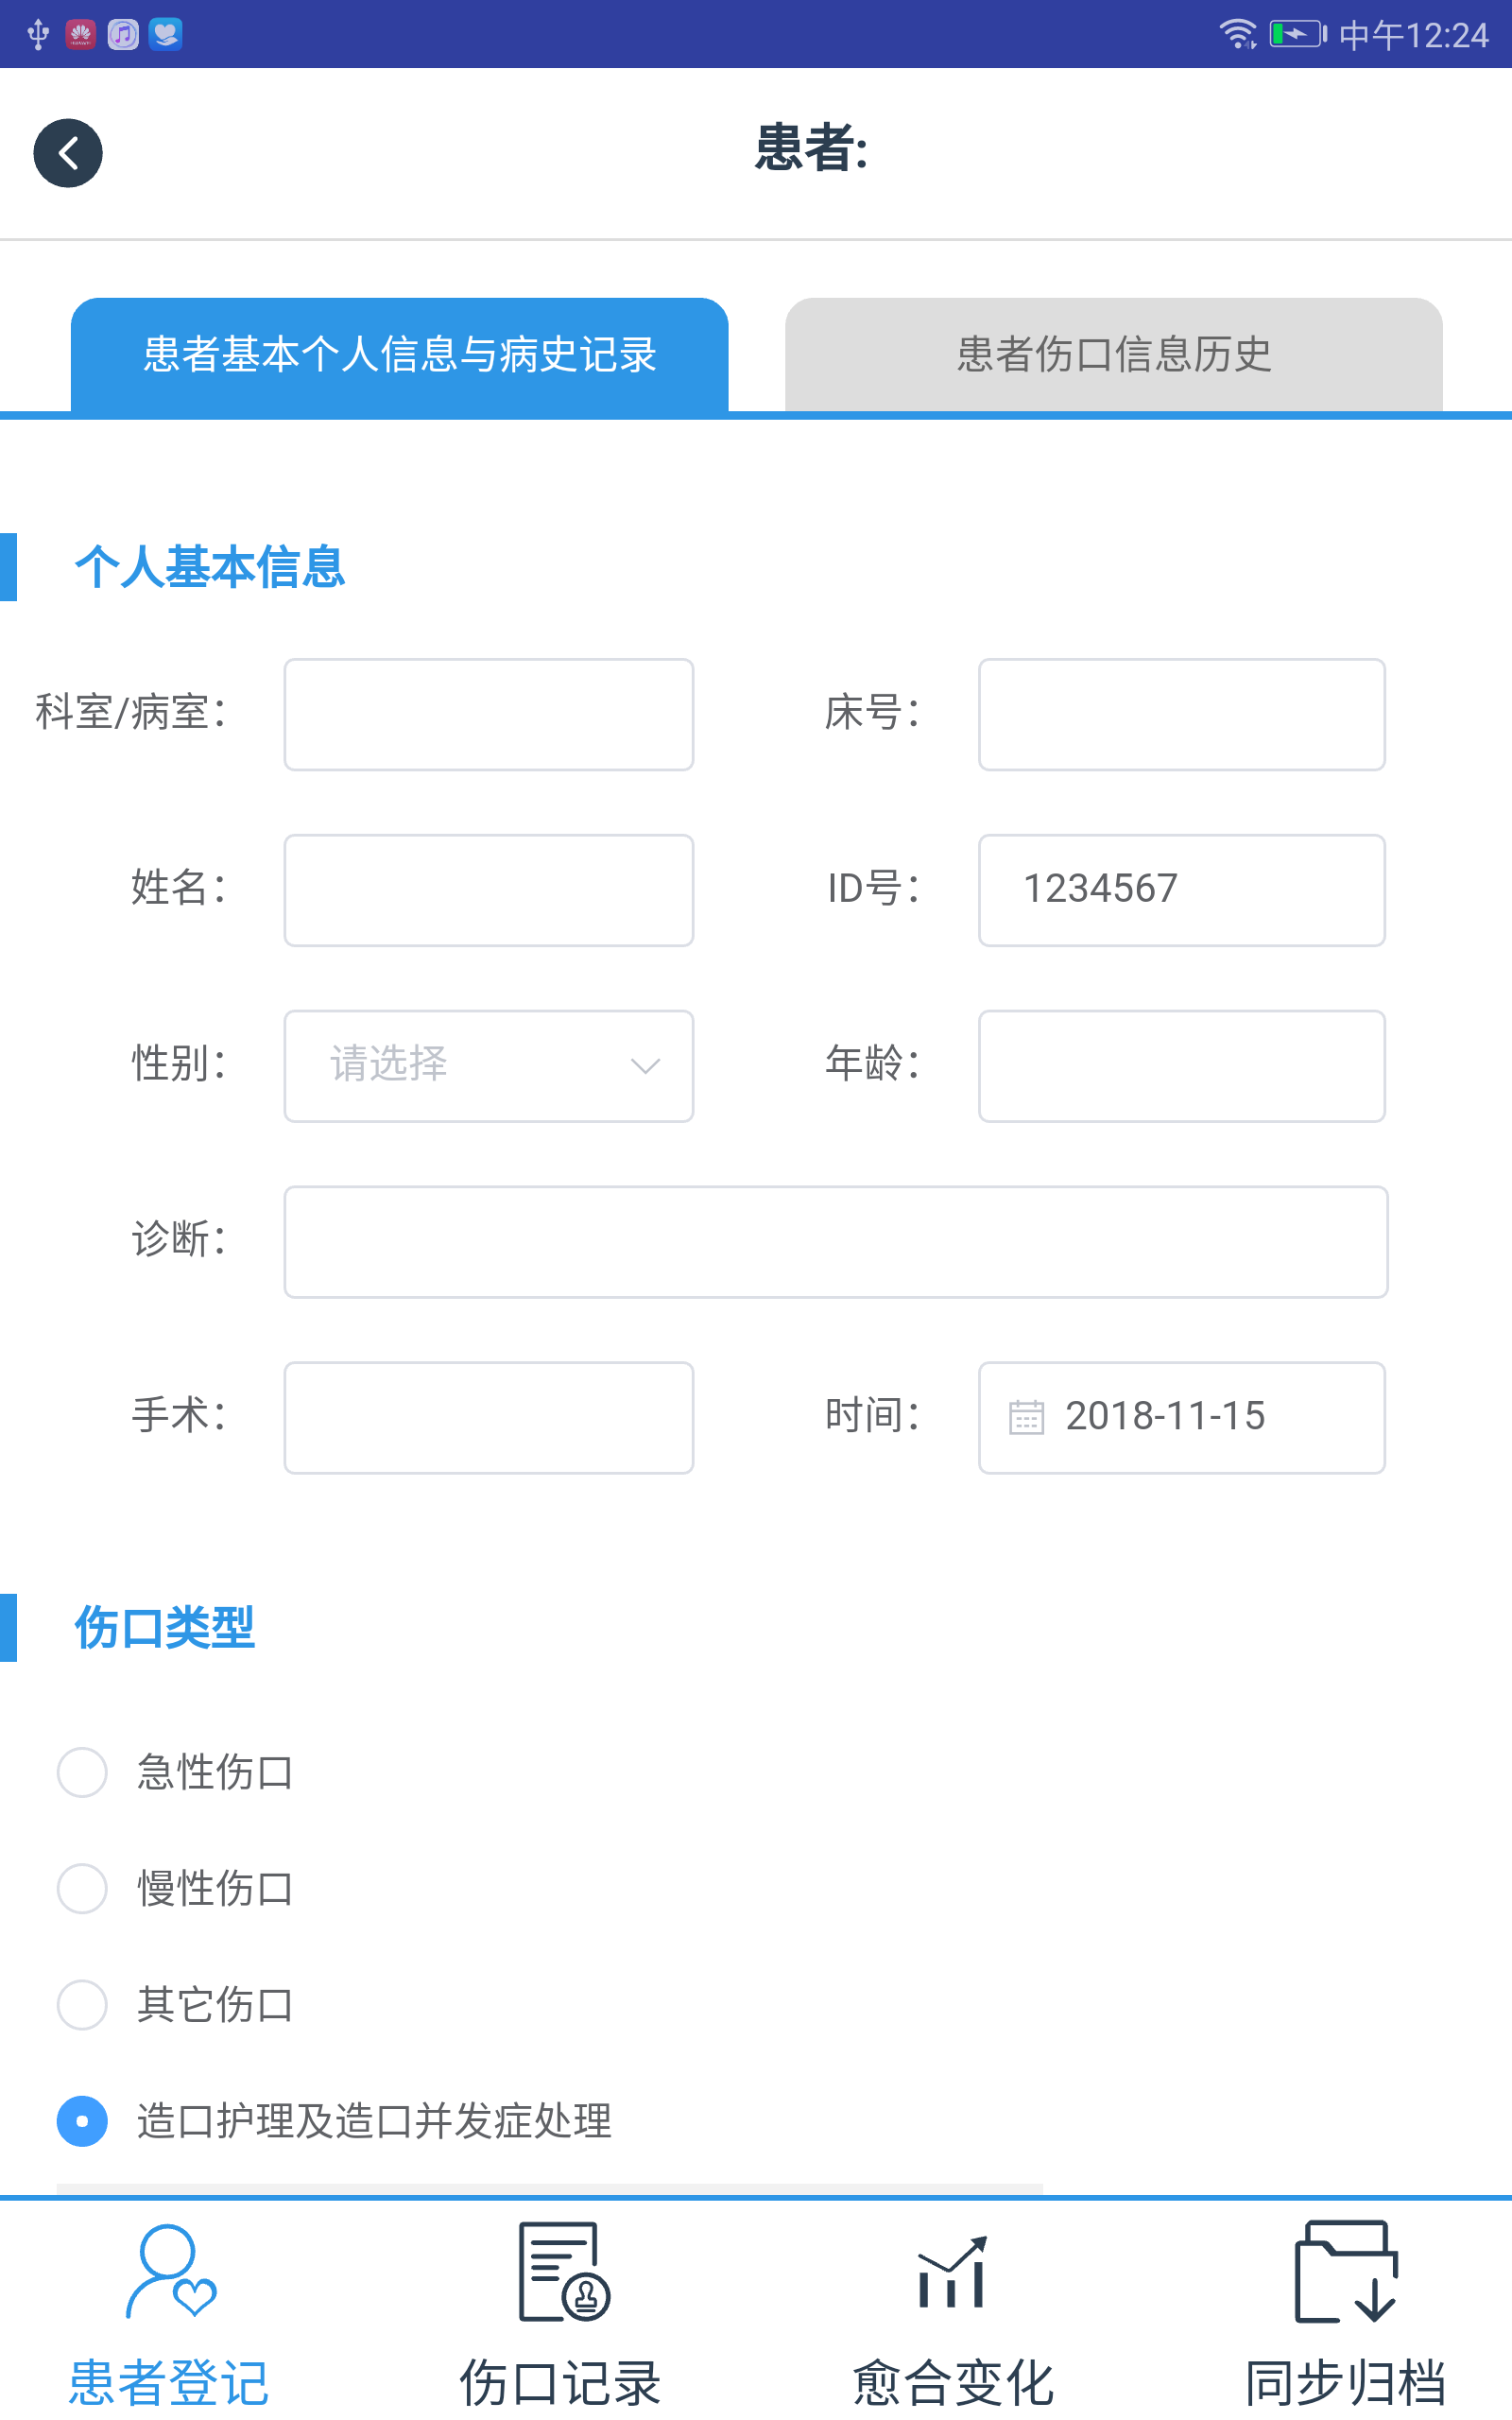 中午12:24
患者:
患者基本个人信息与病史记录
患者伤口信息历史
个人基本信息
科室/病室：
床号：
姓名：
ID号：
1234567
性别：
请选择
年龄：
诊断：
手术：
时间：
2018-11-15
伤口类型
急性伤口
慢性伤口
其它伤口
造口护理及造口并发症处理
患者登记
伤口记录
愈合变化
同步归档